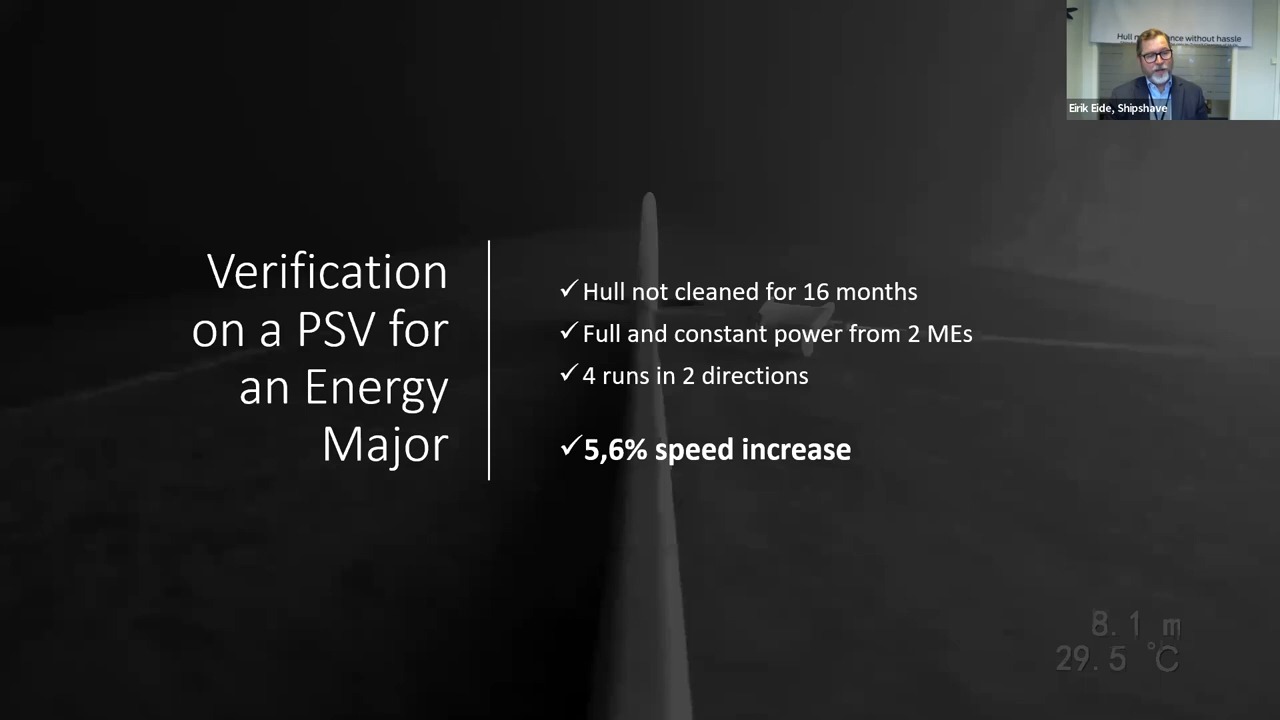 Hull m nce without hassle
Eirik Eide, Shipshave
Verification
on a PSV for
an Energy
Major
✓Hull not cleaned for 16 months
✓Full and constant power from 2 MEs
✓4 runs in 2 directions
✓5,6% speed increase
8.1 m
29.5 °C